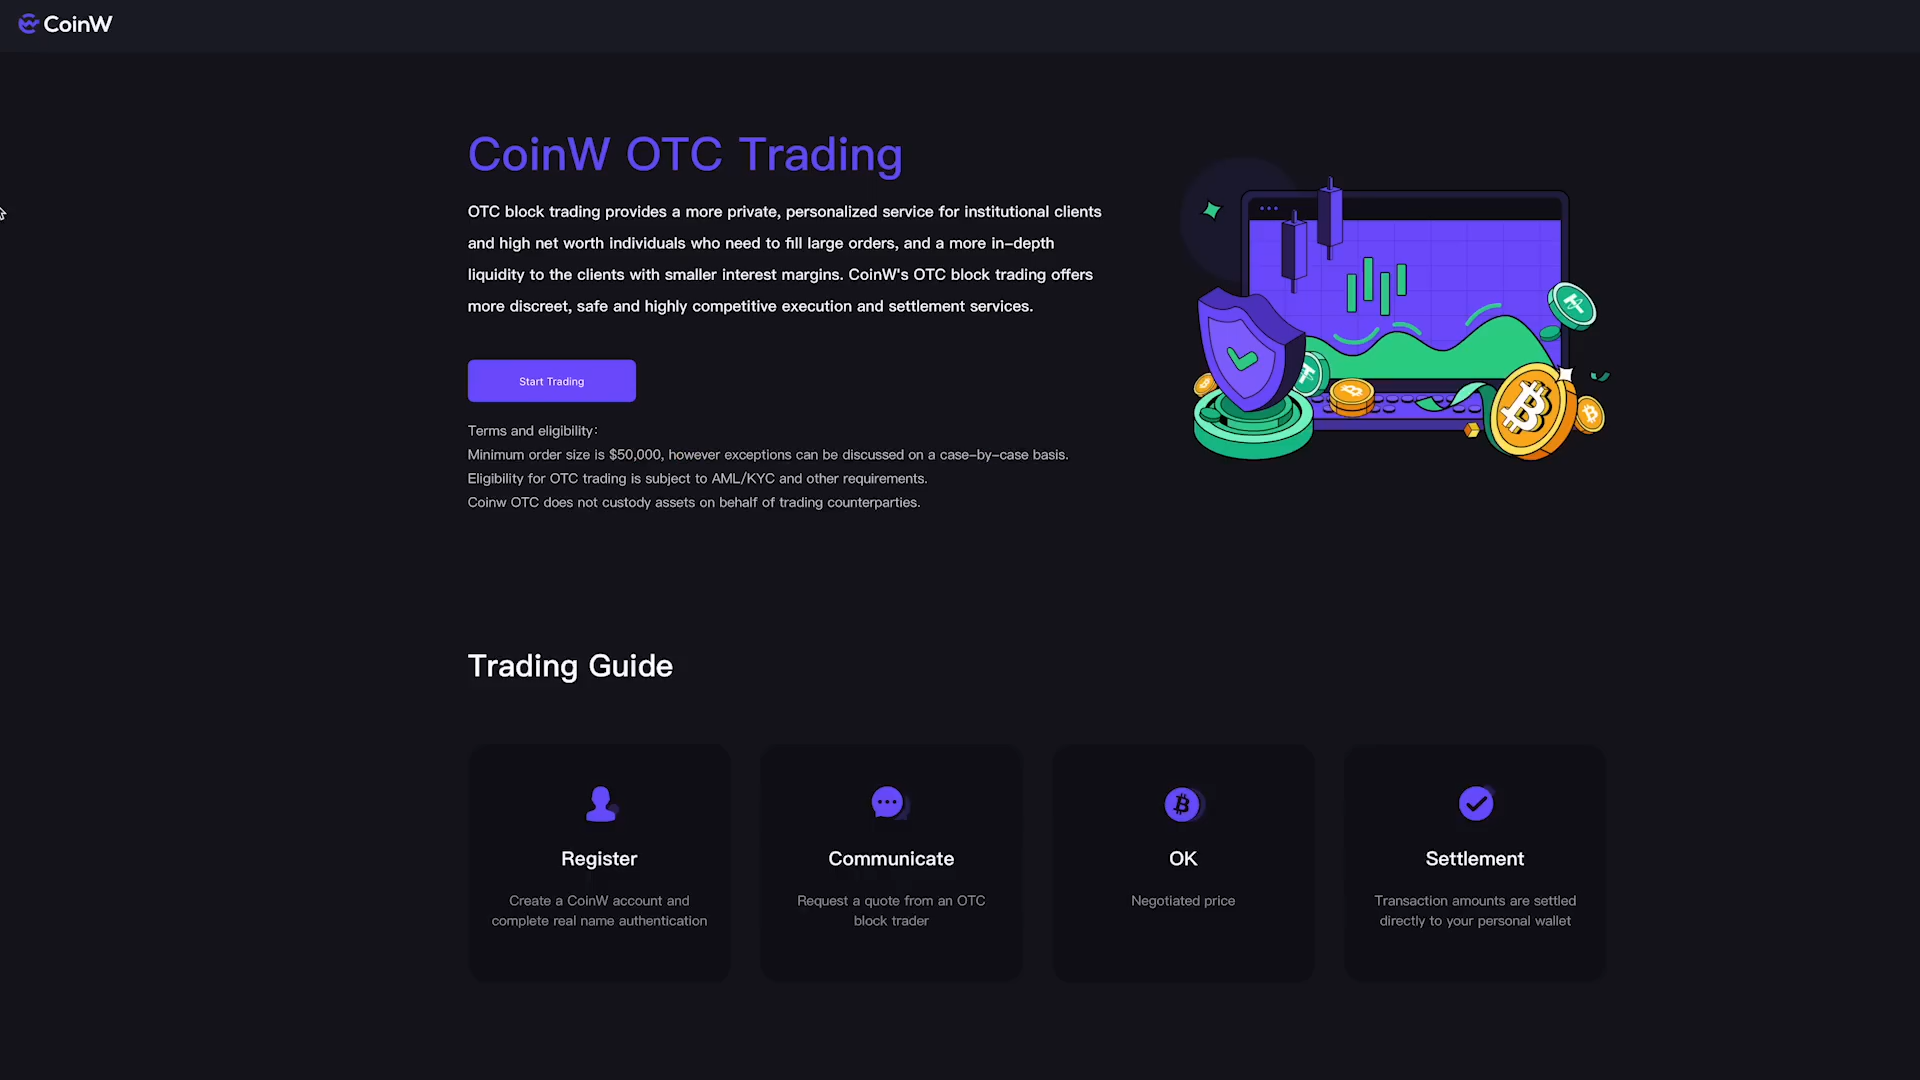 CoinW
CoinW OTC Trading
OTC block trading provides a more private, personalized service for institutional clients
and high net worth individuals who need to fill large orders, and a more in-depth
liquidity to the clients with smaller interest margins. CoinW's OTC block trading offers
more discreet, safe and highly competitive execution and settlement services.
Start Trading
Terms and eligibility:
Minimum order size is $50,000, however exceptions can be discussed on a case-by-case basis.
Eligibility for OTC trading is subject to AML/KYC and other requirements.
Coinw OTC does not custody assets on behalf of trading counterparties.
Trading Guide
Register
Create a CoinW account and
complete real name authentication
Communicate
Request a quote from an OTC
block trader
OK
Negotiated price
Settlement
Transaction amounts are settled
directly to your personal wallet